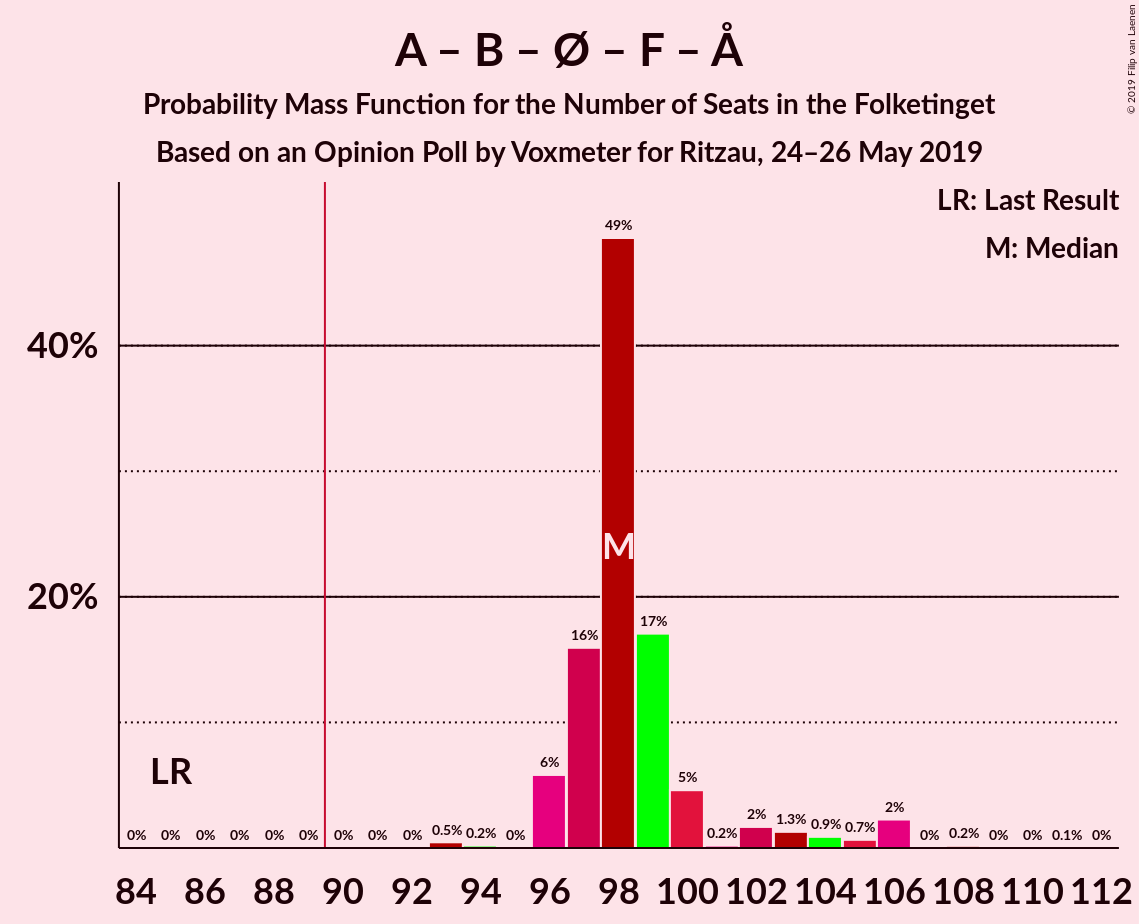 A – B – Ø – F – Å
Probability Mass Function for the Number of Seats in the Folketinget
Based on an Opinion Poll by Voxmeter for Ritzau, 24–26 May 2019
© 2019 Filip van Laenen
LR: Last Result
M: Median
49%
40%
M
17%
16%
20%
LR
6%
5%
2%
2%
0% 0% 0% 0% 0% 0% 0% 0% 0% 0.5% 0.2% 0% 0.2% 1.3% 0.9% 0.7% 0% 0.2% 0% 0% 0.1% 0%
84 86 88 90 92 94 96 98 100 102 104 106 108 110 112